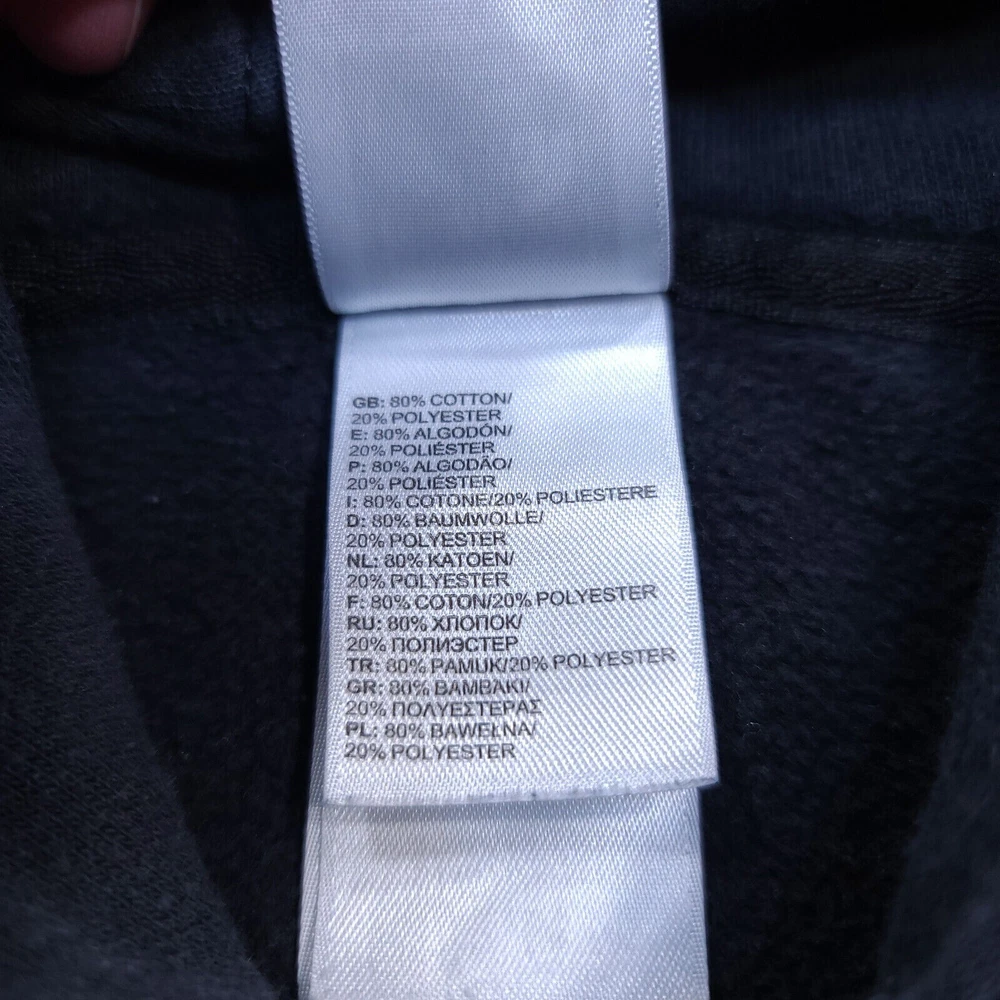 GB: 80% COTTON/
20% POLYESTER
E: 80% ALGODÓN/
20% POLIÉSTER
P: 80% ALGODÃO/
20% POLIÉSTER
I: 80% COTONE/20% POLIESTERE
D: 80% BAUMWOLLE/
20% POLYESTER
NL: 80% KATOEN/
20% POLYESTER
F: 80% COTON/20% POLYESTER
RU: 80% ХЛОПОК/
20% ПОЛИЭСТЕР
TR: 80% PAMUK/20% POLYESTER
GR: 80% ΒΑΜΒΑΚΙ/
20% ΠΟΛΥΕΣΤΕΡΑΣ
PL: 80% BAWEŁNA/
20% POLYESTER